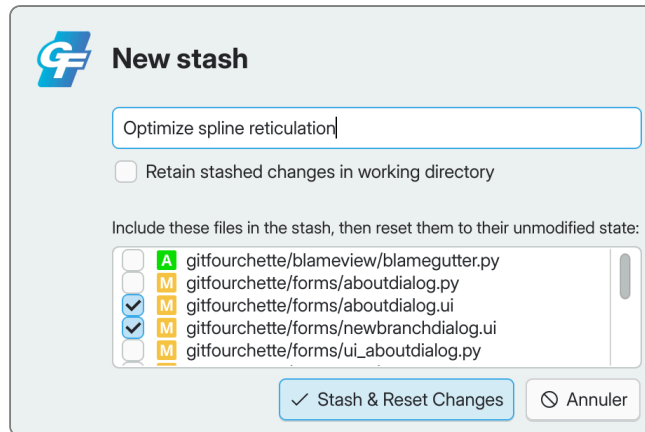 GF
New stash
Optimize spline reticulation
Retain stashed changes in working directory
Include these files in the stash, then reset them to their unmodified state:
A gitfourchette/blameview/blamegutter.py
M gitfourchette/forms/aboutdialog.py
M gitfourchette/forms/aboutdialog.ui
M gitfourchette/forms/newbranchdialog.ui
M gitfourchette/forms/ui_aboutdialog.py
Stash & Reset Changes
Annuler